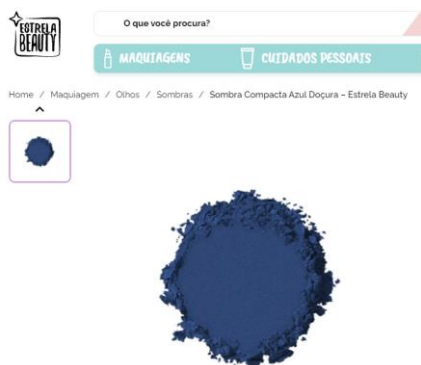 ESTRELA
BEAUTY
O que você procura?
MAQUIAGENS
CUIDADOS PESSOAIS
Home / Maquiagem / Olhos / Sombras / Sombra Compacta Azul Doçura – Estrela Beauty